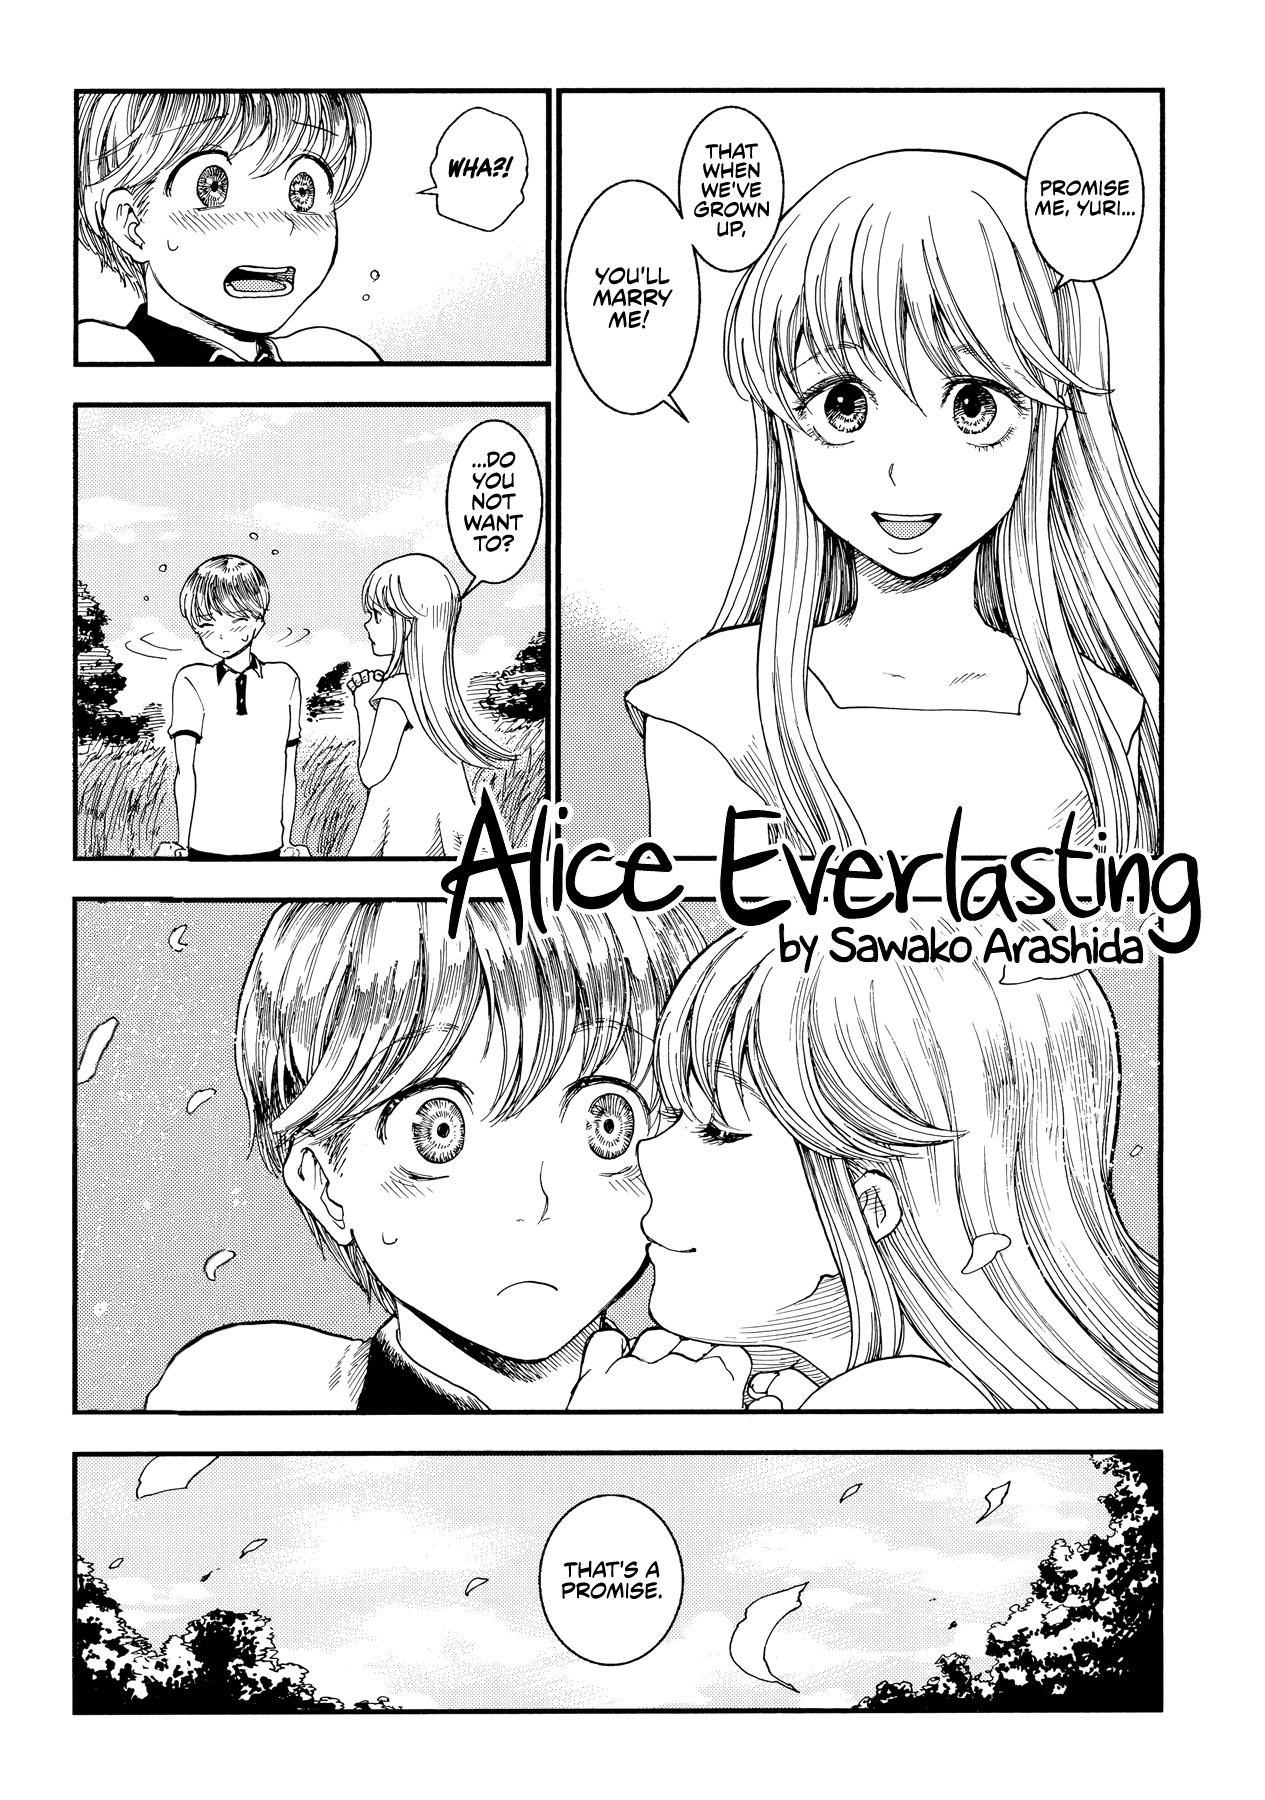 PROMISE
ME, YURI...
THAT
WHEN
WE'VE
GROWN
UP,
YOU'LL
MARRY
ME!
WHA?!
...DO
YOU
NOT
WANT
TO?
Alice Everlasting
by Sawako Arashida
THAT'S A
PROMISE.